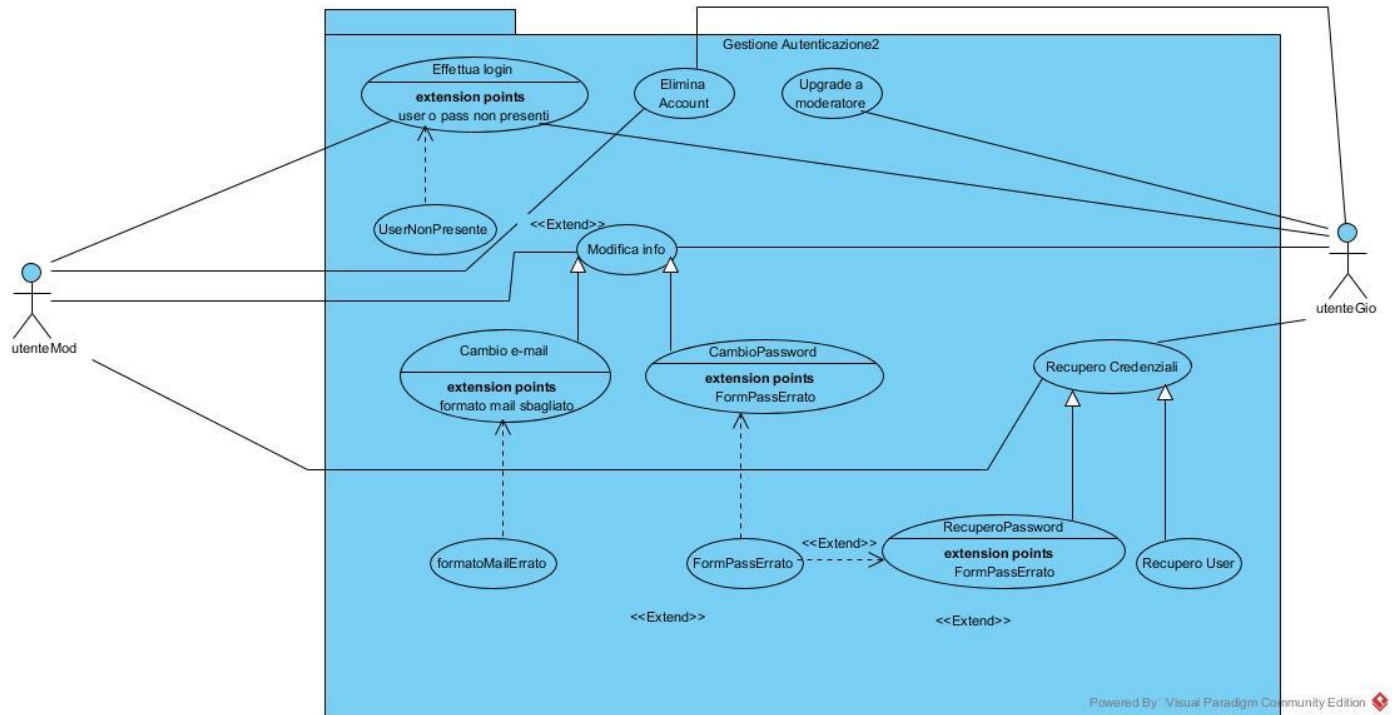 Gestione Autenticazione2
Effettua login
extension points
user o pass non presenti
Elimina
Account
Upgrade a
moderatore
UserNonPresente
<<Extend>>
Modifica info
utenteMod
utenteGio
Cambio e-mail
extension points
formato mail sbagliato
CambioPassword
extension points
FormPassErrato
Recupero Credenziali
formatoMailErrato
FormPassErrato
<<Extend>>
RecuperoPassword
extension points
FormPassErrato
Recupero User
<<Extend>>
<<Extend>>
Powered By Visual Paradigm Community Edition